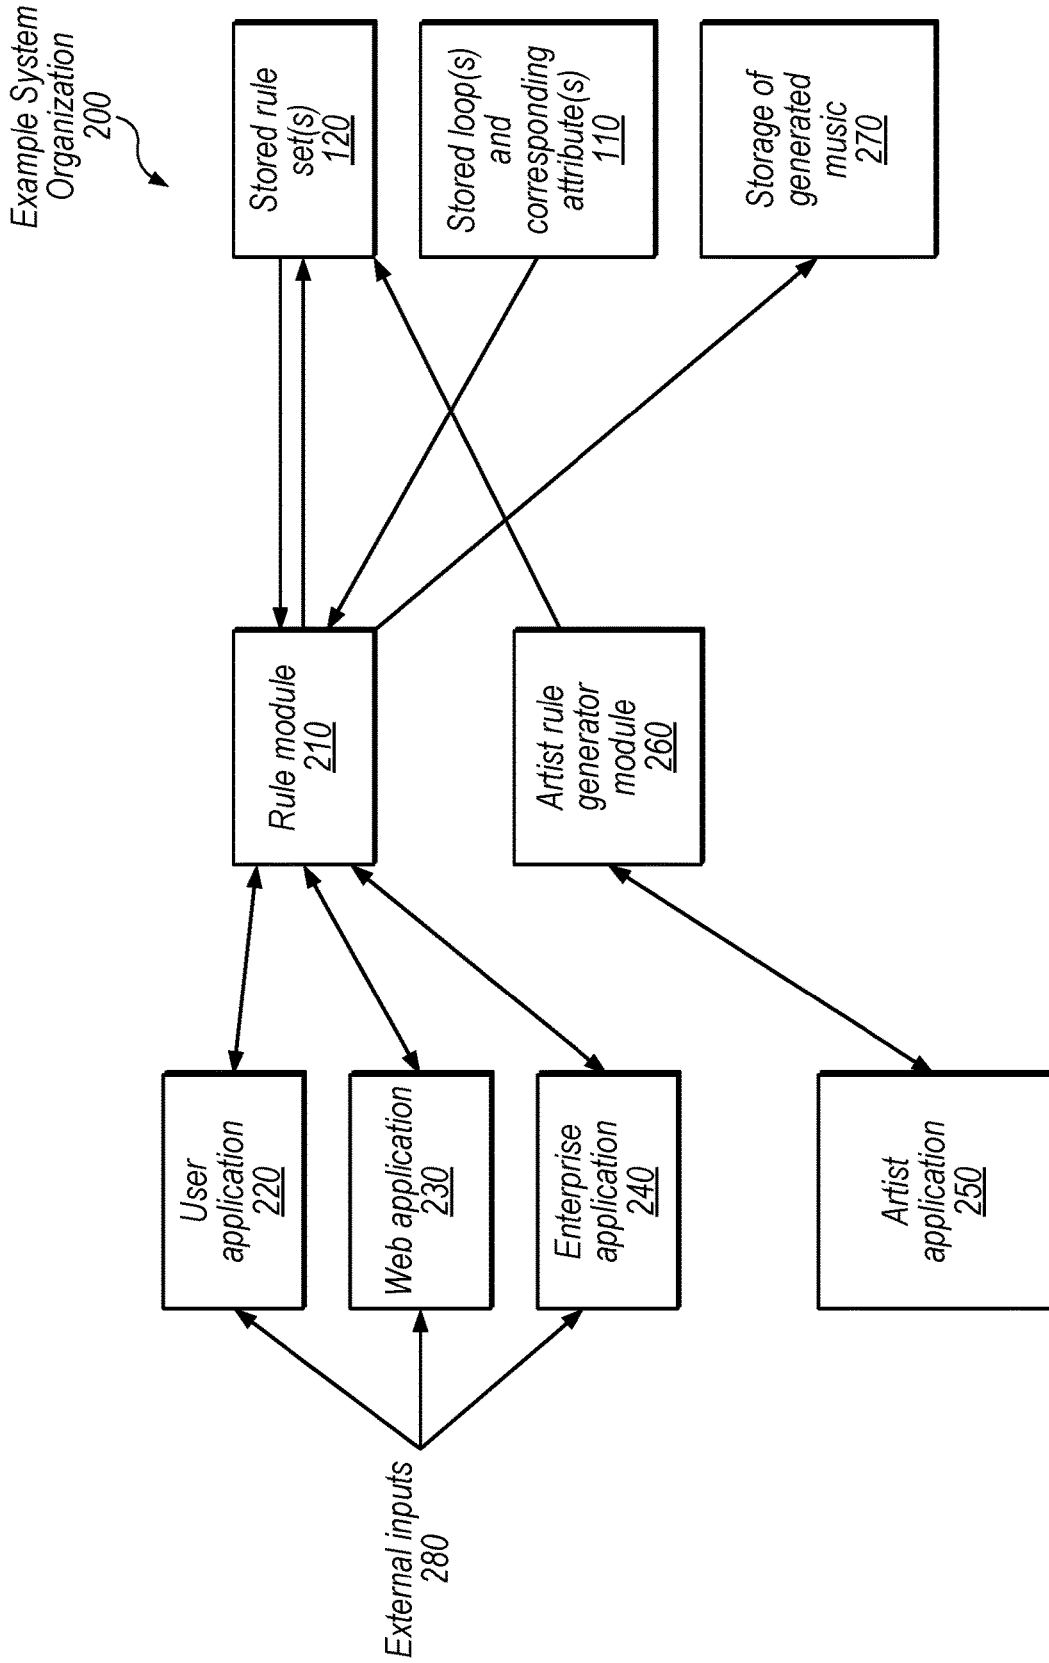 Example System
Organization
200
External inputs
280
User
application
220
Web application
230
Enterprise
application
240
Artist
application
250
Rule module
210
Artist rule
generator
module
260
Stored rule
set(s)
120
Stored loop(s)
and
corresponding
attribute(s)
110
Storage of
generated
music
270